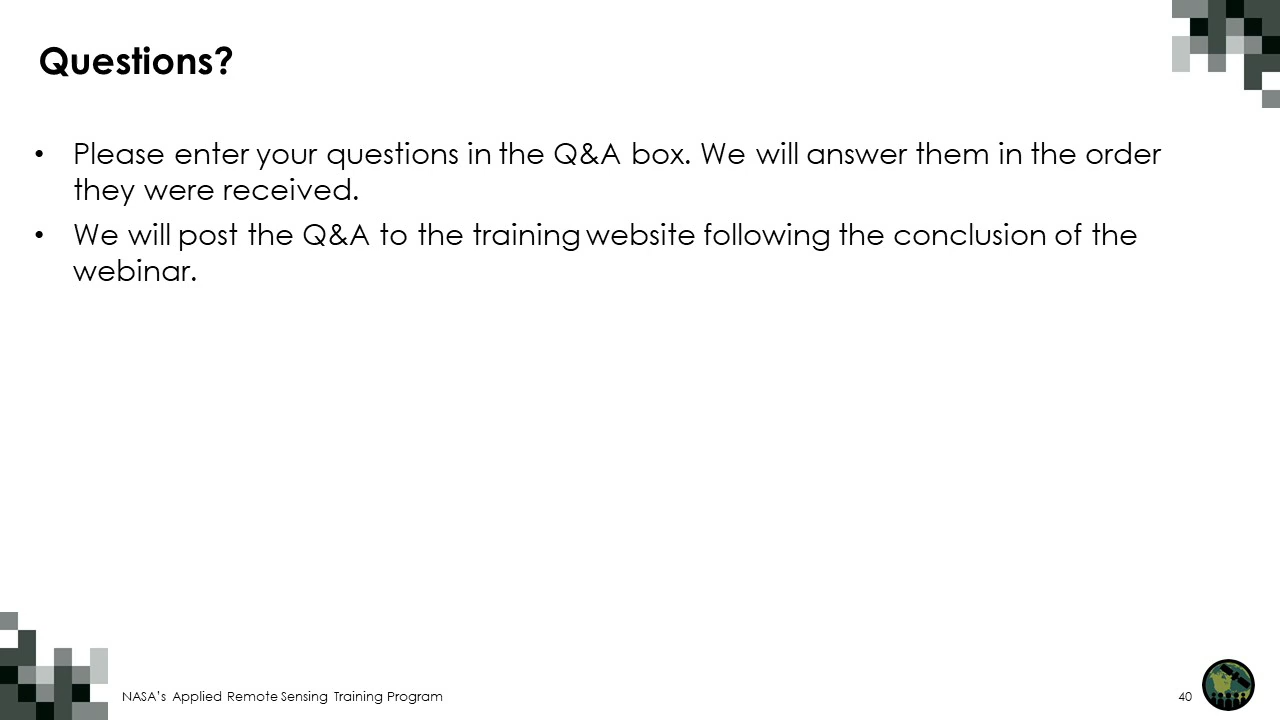 Questions?
• Please enter your questions in the Q&A box. We will answer them in the order
they were received.
• We will post the Q&A to the training website following the conclusion of the
webinar.
NASA's Applied Remote Sensing Training Program
40